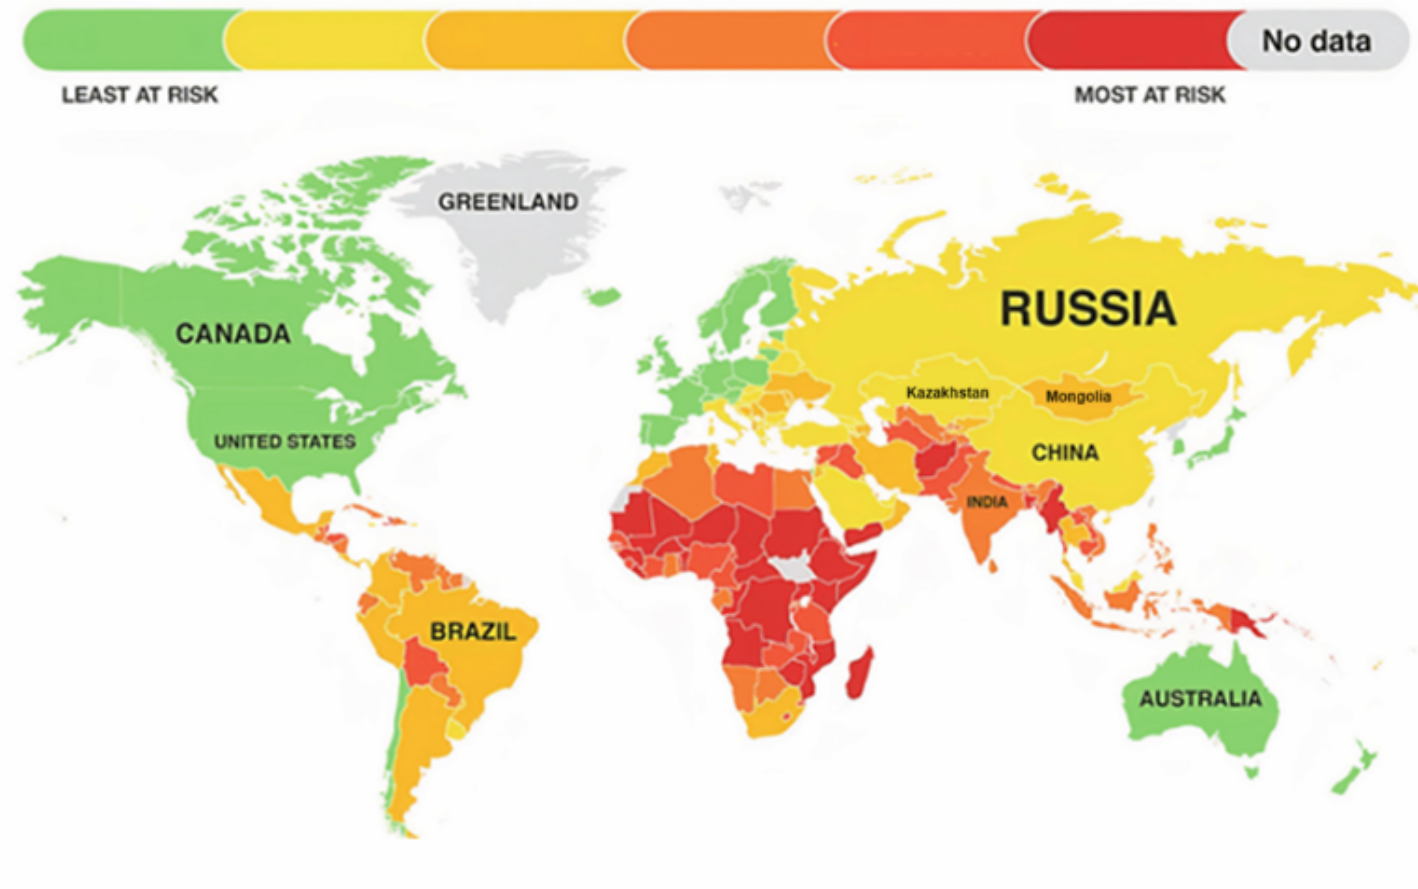 No data
LEAST AT RISK
MOST AT RISK
GREENLAND
RUSSIA
CANADA
Kazakhstan
Mongolia
UNITED STATES
CHINA
INDIA
BRAZIL
AUSTRALIA